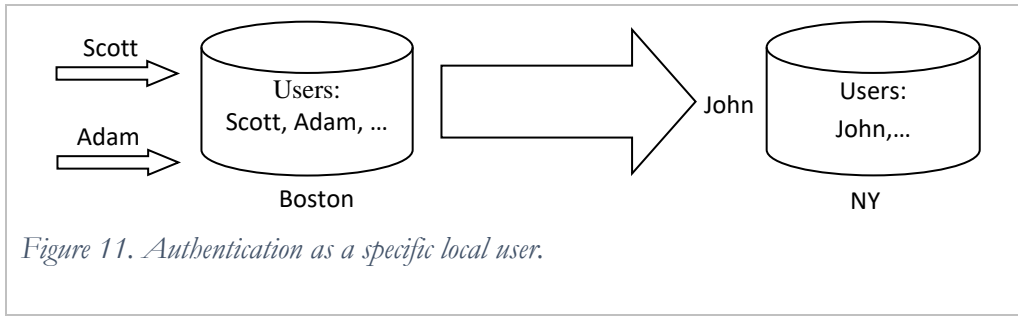 Scott
Adam
Users:
Scott, Adam, …
Boston
John
Users:
John,…
NY
Figure 11. Authentication as a specific local user.